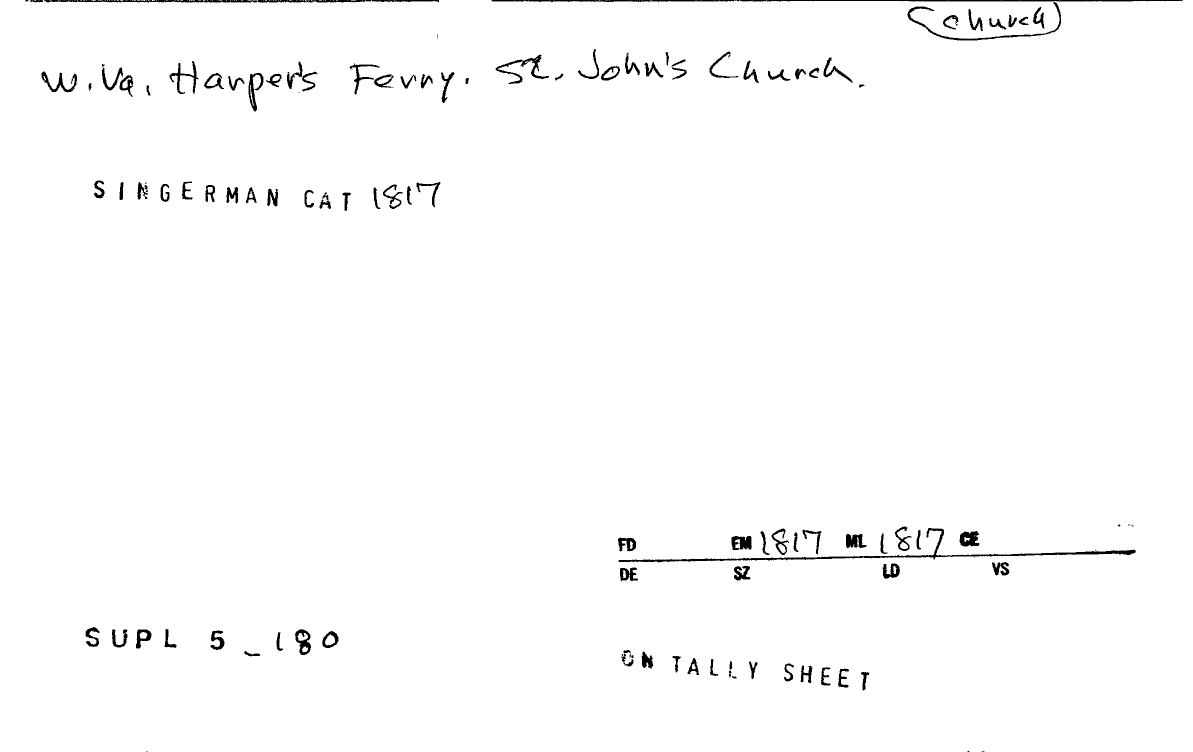 (church)
W. Va. Harper's Ferry. St. John's Church.
SINGERMAN CAT 1817
FD EM 1817 ML 1817 CE
DE SZ LD VS
SUPL 5_180
ON TALLY SHEET